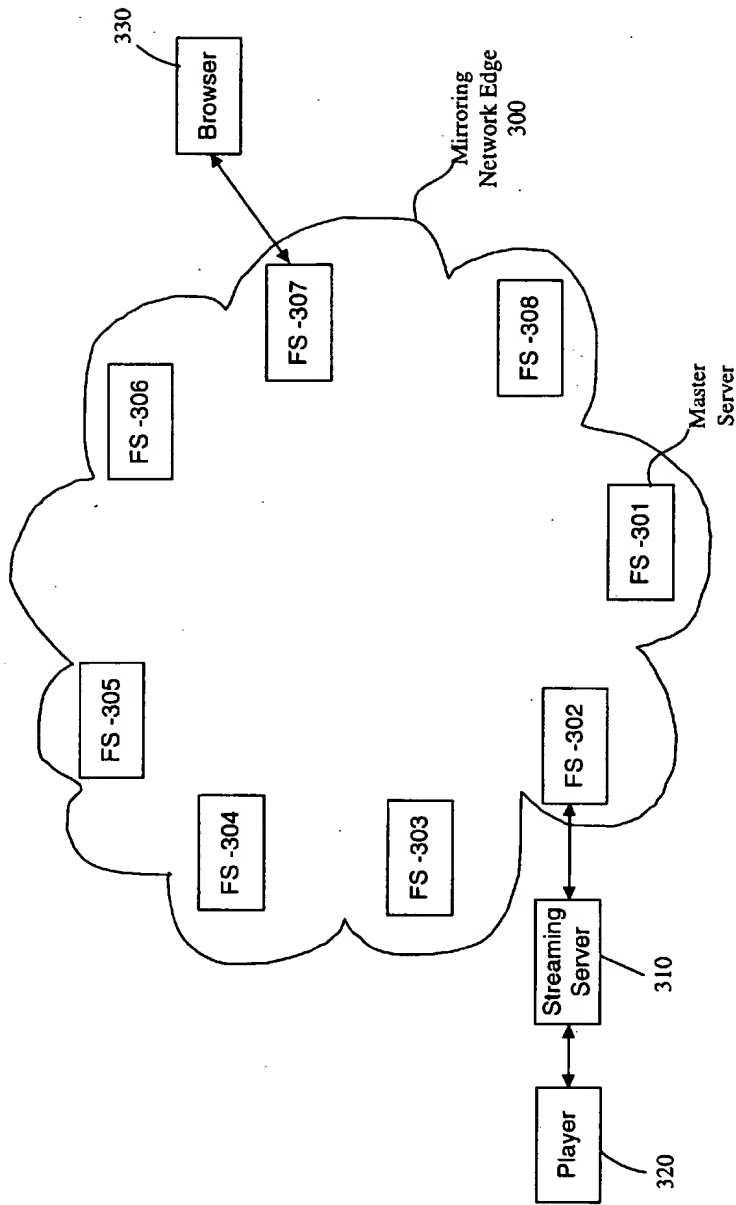 330
Browser
Mirroring
Network Edge
300
FS -306
FS -307
FS -308
FS -305
FS -301
Master
Server
FS -304
FS -303
FS -302
Streaming
Server
310
Player
320